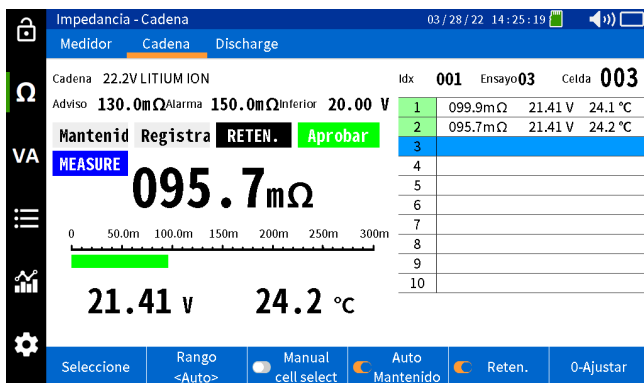 Impedancia - Cadena 03/28/22 14:25:19
Medidor Cadena Discharge
Cadena 22.2V LITIUM ION
Idx 001 Ensayo 03 Celda 003
Adviso 130.0mΩ Alarma 150.0mΩ Inferior 20.00 V
Mantenid Registra RETEN. Aprobar
MEASURE
095.7mΩ
0 50.0m 100.0m 150m 200m 250m 300m
21.41 V 24.2 °C
1 099.9mΩ 21.41 V 24.1 °C
2 095.7mΩ 21.41 V 24.2 °C
3
4
5
6
7
8
9
10
Ω
VA
Seleccione
Rango
<Auto>
Manual
cell select
Auto
Mantenido
Reten.
0-Ajustar